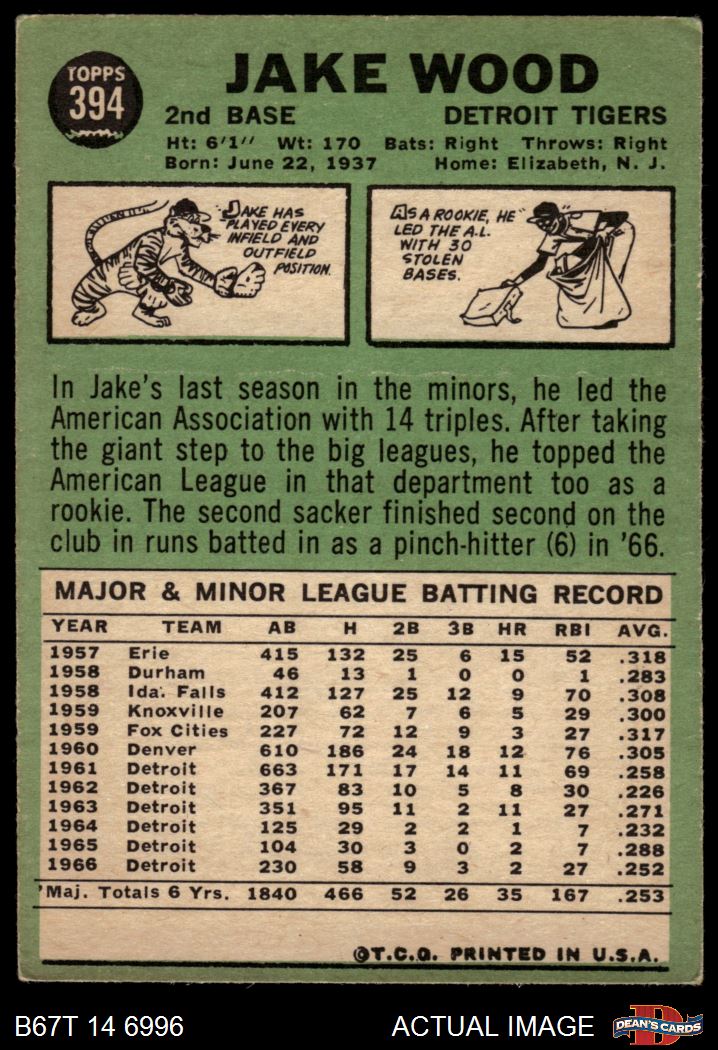 TOPPS
394
JAKE WOOD
2nd BASE DETROIT TIGERS
Ht: 6'1" Wt: 170 Bats: Right Throws: Right
Born: June 22, 1937 Home: Elizabeth, N. J.
JAKE HAS
PLAYED EVERY
INFIELD AND
OUTFIELD
POSITION.
AS A ROOKIE, HE
LED THE A.L.
WITH 30
STOLEN
BASES.
In Jake's last season in the minors, he led the
American Association with 14 triples. After taking
the giant step to the big leagues, he topped the
American League in that department too as a
rookie. The second sacker finished second on the
club in runs batted in as a pinch-hitter (6) in '66.
MAJOR & MINOR LEAGUE BATTING RECORD
YEAR TEAM AB H 2B 3B HR RBI AVG.
1957 Erie 415 132 25 6 15 52 .318
1958 Durham 46 13 1 0 0 1 .283
1958 Ida. Falls 412 127 25 12 9 70 .308
1959 Knoxville 207 62 7 6 5 29 .300
1959 Fox Cities 227 72 12 9 3 27 .317
1960 Denver 610 186 24 18 12 76 .305
1961 Detroit 663 171 17 14 11 69 .258
1962 Detroit 367 83 10 5 8 30 .226
1963 Detroit 351 95 11 2 11 27 .271
1964 Detroit 125 29 2 2 1 7 .232
1965 Detroit 104 30 3 0 2 7 .288
1966 Detroit 230 58 9 3 2 27 .252
Maj. Totals 6 Yrs. 1840 466 52 26 35 167 .253
©T.C.G. PRINTED IN U.S.A.
B67T 14 6996 ACTUAL IMAGE
D
DEAN'S CARDS